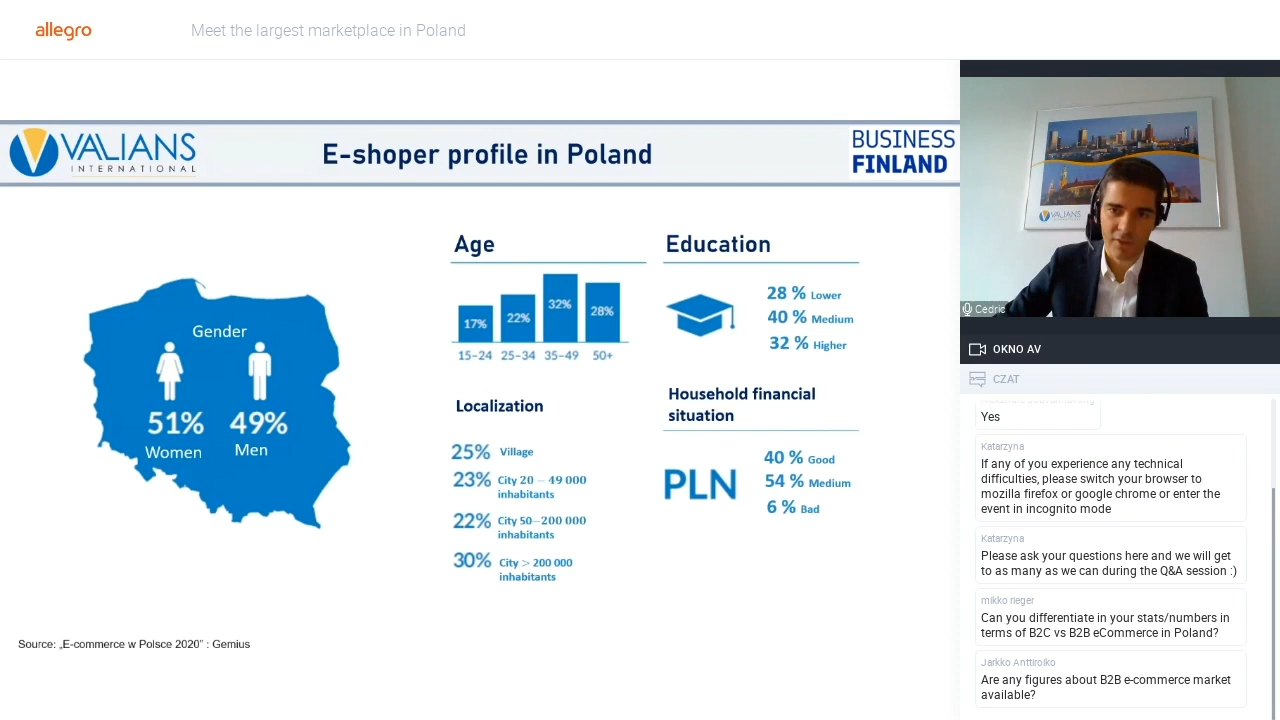 allegro
Meet the largest marketplace in Poland
VALIANS
INTERNATIONAL
E-shoper profile in Poland
BUSINESS
FINLAND
Gender
51%
49%
Women
Men
Age
17%
22%
32%
28%
15–24
25–34
35–49
50+
Education
28 % Lower
40 % Medium
32 % Higher
Localization
25% Village
23% City 20 – 49 000
inhabitants
22% City 50–200 000
inhabitants
30% City > 200 000
inhabitants
Household financial
situation
PLN
40 % Good
54 % Medium
6 % Bad
Source: „E-commerce w Polsce 2020" : Gemius
VALIANS
Cedric
OKNO AV
CZAT
Yes
Katarzyna
If any of you experience any technical
difficulties, please switch your browser to
mozilla firefox or google chrome or enter the
event in incognito mode
Katarzyna
Please ask your questions here and we will get
to as many as we can during the Q&A session :)
mikko rieger
Can you differentiate in your stats/numbers in
terms of B2C vs B2B eCommerce in Poland?
Jarkko Anttiroiko
Are any figures about B2B e-commerce market
available?